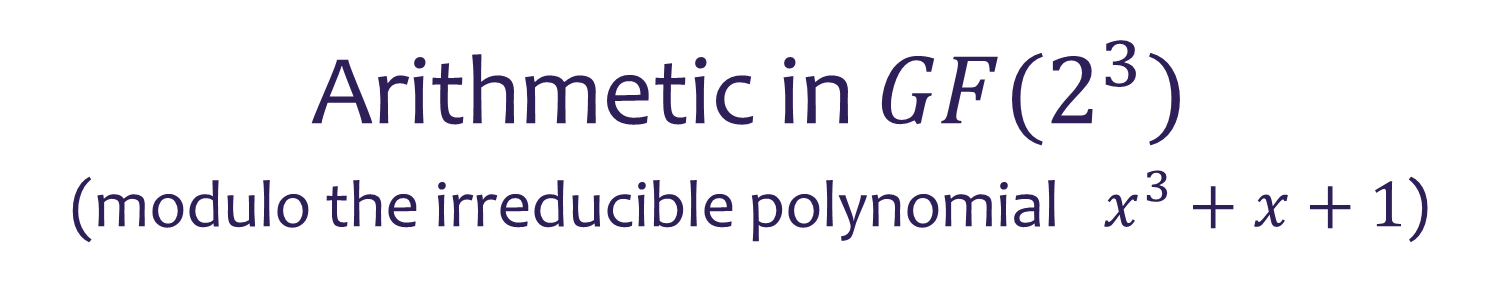 Arithmetic in GF(2³)
(modulo the irreducible polynomial x³ + x + 1)